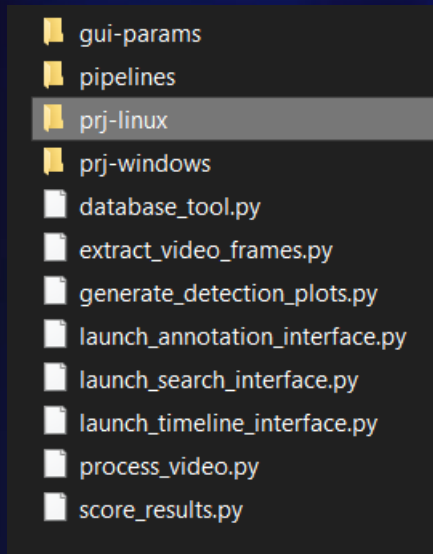 gui-params
pipelines
prj-linux
prj-windows
database_tool.py
extract_video_frames.py
generate_detection_plots.py
launch_annotation_interface.py
launch_search_interface.py
launch_timeline_interface.py
process_video.py
score_results.py